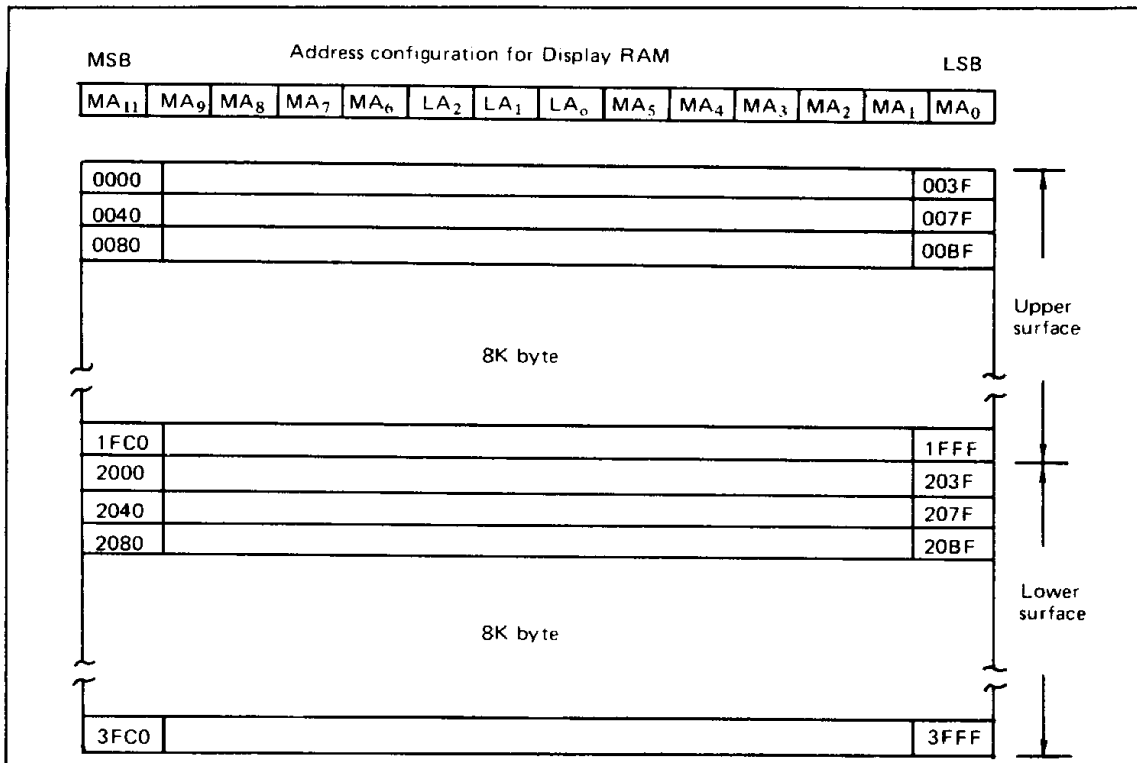 Address configuration for Display RAM
MSB LSB
MA₁₁ MA₉ MA₈ MA₇ MA₆ LA₂ LA₁ LA₀ MA₅ MA₄ MA₃ MA₂ MA₁ MA₀
0000 003F
0040 007F
0080 00BF
Upper
surface
8K byte
1FC0 1FFF
2000 203F
2040 207F
2080 20BF
Lower
surface
8K byte
3FC0 3FFF